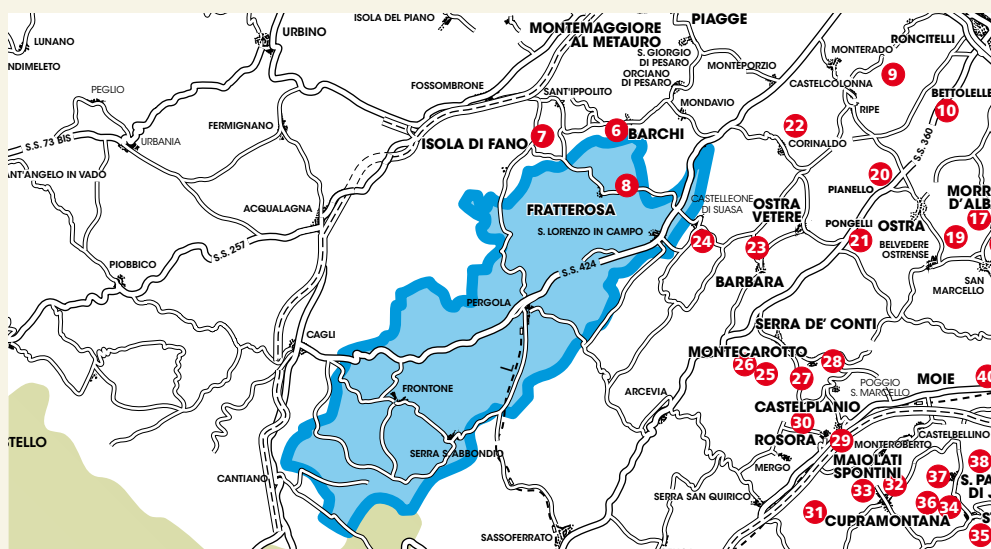 ISOLA DEL PIANO
PIAGGE
LUNANO
URBINO
MONTEMAGGIORE
AL METAURO
RONCITELLI
NDIMELETO
S. GIORGIO
DI PESARO
MONTERADO
ORCIANO
DI PESARO
MONTEPORZIO
9
PEGLIO
FOSSOMBRONE
SANT'IPPOLITO
CASTELCOLONNA
BETTOLELLE
MONDAVIO
RIPE
10
FERMIGNANO
6
BARCHI
22
S.S. 73 BIS
URBANIA
ISOLA DI FANO
7
CORINALDO
S.S. 360
ANT'ANGELO IN VADO
8
20
PIANELLO
CASTELLEONE
DI SUASA
MORR
D'ALB
ACQUALAGNA
FRATTEROSA
OSTRA
VETERE
17
PONGELLI
OSTRA
S. LORENZO IN CAMPO
24
23
21
19
S.S. 257
BELVEDERE
OSTRENSE
PIOBBICO
S.S. 424
BARBARA
SAN
MARCELLO
PERGOLA
SERRA DE' CONTI
CAGLI
MONTECAROTTO
28
26
25
27
40
POGGIO
S. MARCELLO
MOIE
FRONTONE
ARCEVIA
CASTELPLANIO
30
CASTELBELLINO
STELLO
ROSORA
29
MONTEROBERTO
SERRA S. ABBONDIO
MERGO
MAIOLATI
SPONTINI
38
CANTIANO
37
S. PA
DI J
33
32
SERRA SAN QUIRICO
36
34
31
CUPRAMONTANA
S
SASSOFERRATO
35